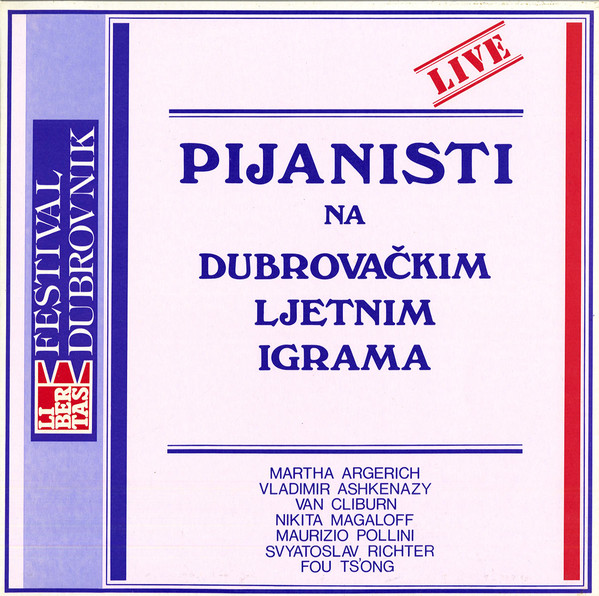 LIVE
PIJANISTI
NA
DUBROVAČKIM
LJETNIM
IGRAMA
FESTIVAL
DUBROVNIK
LI
BER
TAS
MARTHA ARGERICH
VLADIMIR ASHKENAZY
VAN CLIBURN
NIKITA MAGALOFF
MAURIZIO POLLINI
SVYATOSLAV RICHTER
FOU TS'ONG